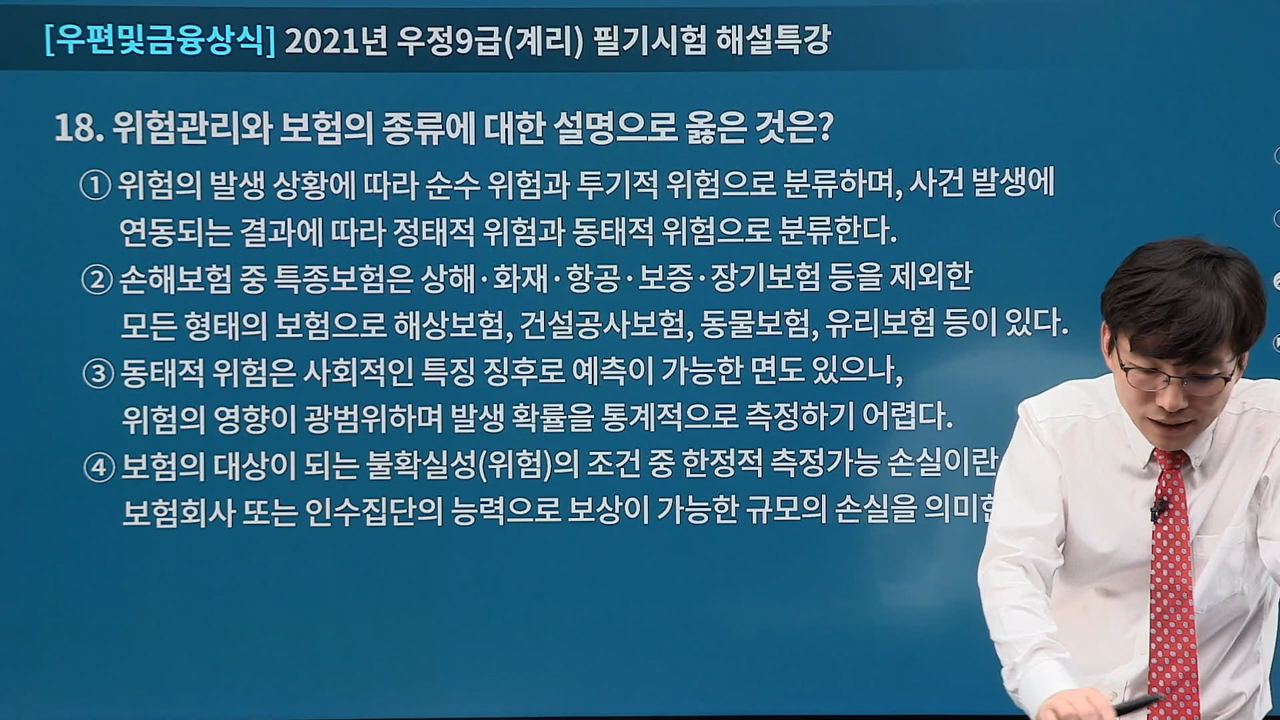 [우편및금융상식] 2021년 우정9급(계리) 필기시험 해설특강
18. 위험관리와 보험의 종류에 대한 설명으로 옳은 것은?
① 위험의 발생 상황에 따라 순수 위험과 투기적 위험으로 분류하며, 사건 발생에
연동되는 결과에 따라 정태적 위험과 동태적 위험으로 분류한다.
② 손해보험 중 특종보험은 상해·화재·항공·보증·장기보험 등을 제외한
모든 형태의 보험으로 해상보험, 건설공사보험, 동물보험, 유리보험 등이 있다.
③ 동태적 위험은 사회적인 특징 징후로 예측이 가능한 면도 있으나,
위험의 영향이 광범위하며 발생 확률을 통계적으로 측정하기 어렵다.
④ 보험의 대상이 되는 불확실성(위험)의 조건 중 한정적 측정가능 손실이란
보험회사 또는 인수집단의 능력으로 보상이 가능한 규모의 손실을